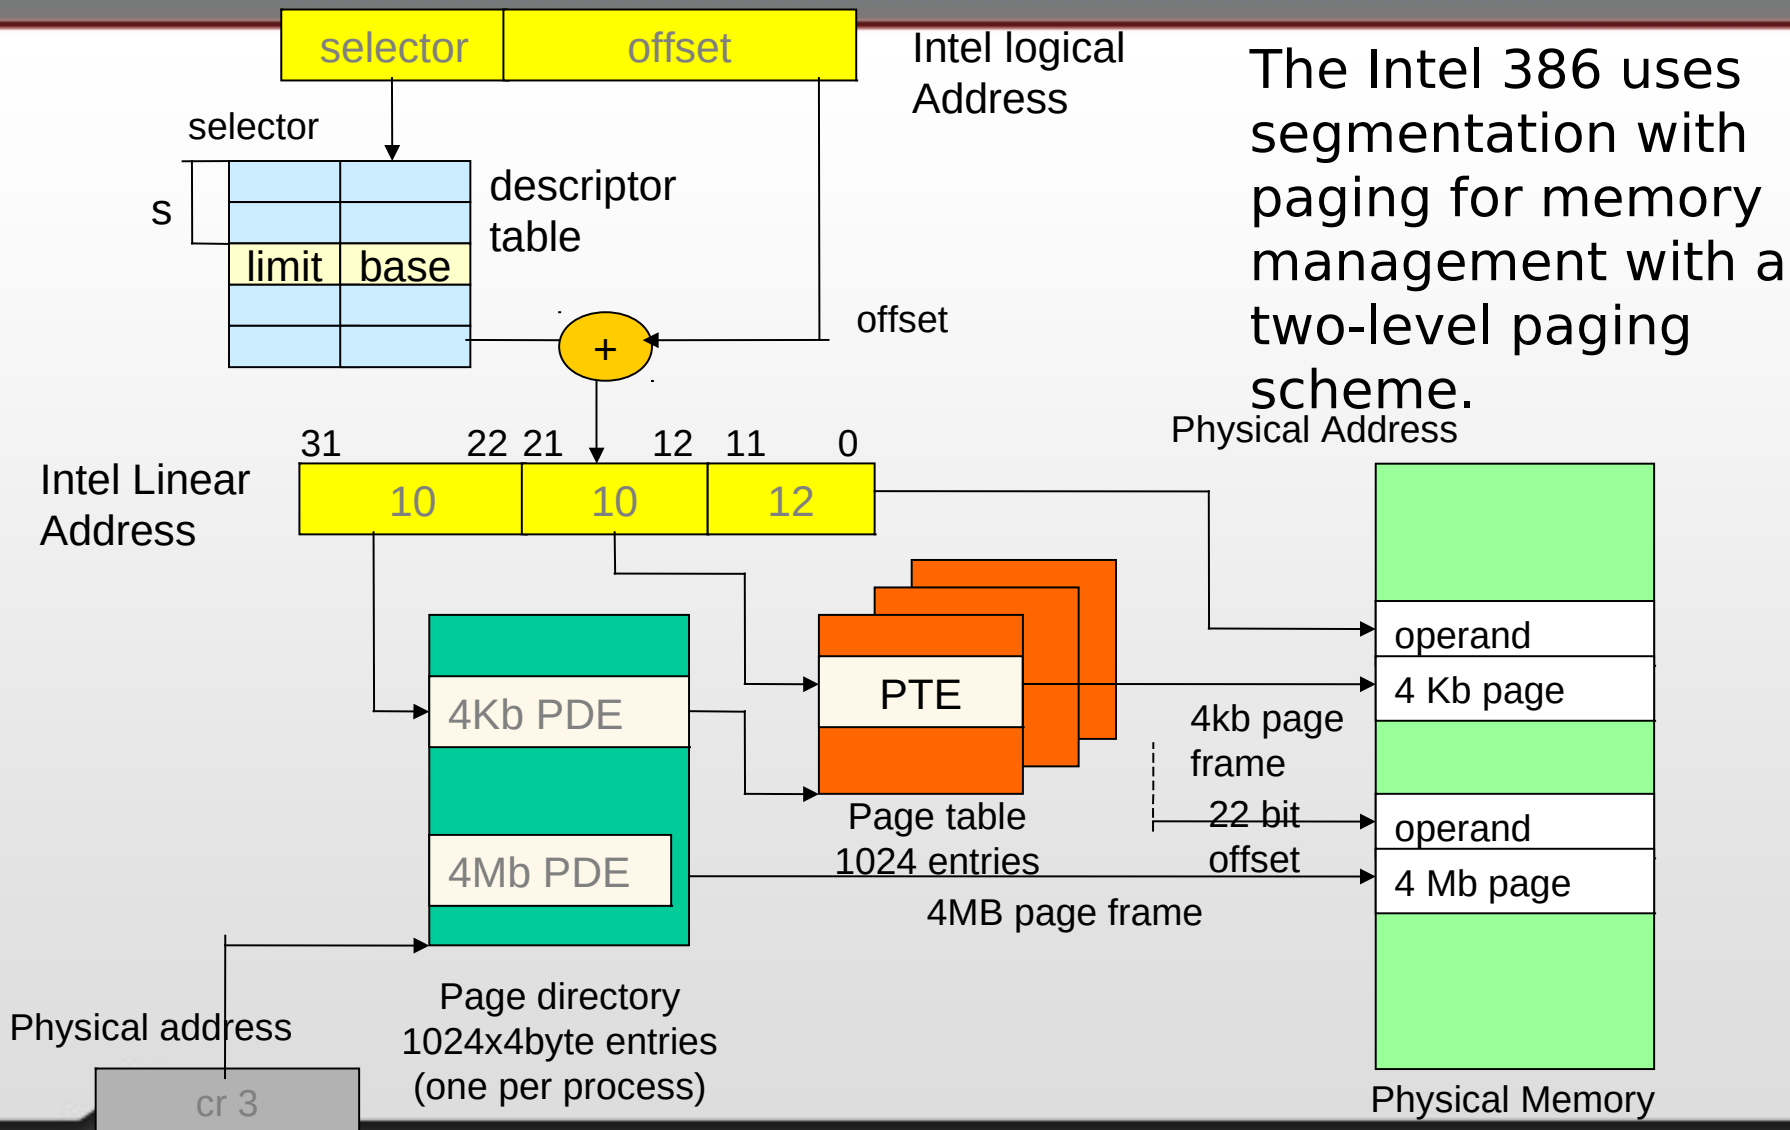 selector offset
Intel logical
Address
The Intel 386 uses
segmentation with
paging for memory
management with a
two-level paging
scheme.
selector
s
descriptor
table
limit base
offset
+
Physical Address
31 22 21 12 11 0
Intel Linear
Address
10 10 12
operand
4 Kb page
PTE
4Kb PDE
4kb page
frame
Page table
1024 entries
22 bit
offset
operand
4 Mb page
4Mb PDE
4MB page frame
Page directory
1024x4byte entries
(one per process)
Physical address
cr 3
Physical Memory